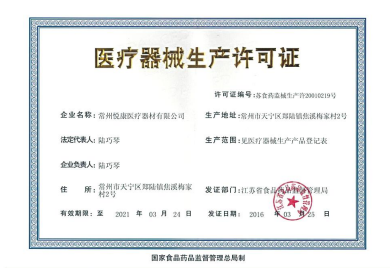 医疗器械生产许可证
许可证编号:苏食药监械生产许20010219号
企业名称:常州悦康医疗器材有限公司
生产地址:常州市天宁区郑陆镇焦溪梅家村2号
法定代表人:陆巧琴
生产范围:见医疗器械生产产品登记表
企业负责人:陆巧琴
住 所:常州市天宁区郑陆镇焦溪梅家
村2号
发证部门:江苏省食品药品监督管理局
有效期限:至 2021 年 03 月 24 日
发证日期:2016 年 03 月 25 日
国家食品药品监督管理总局制